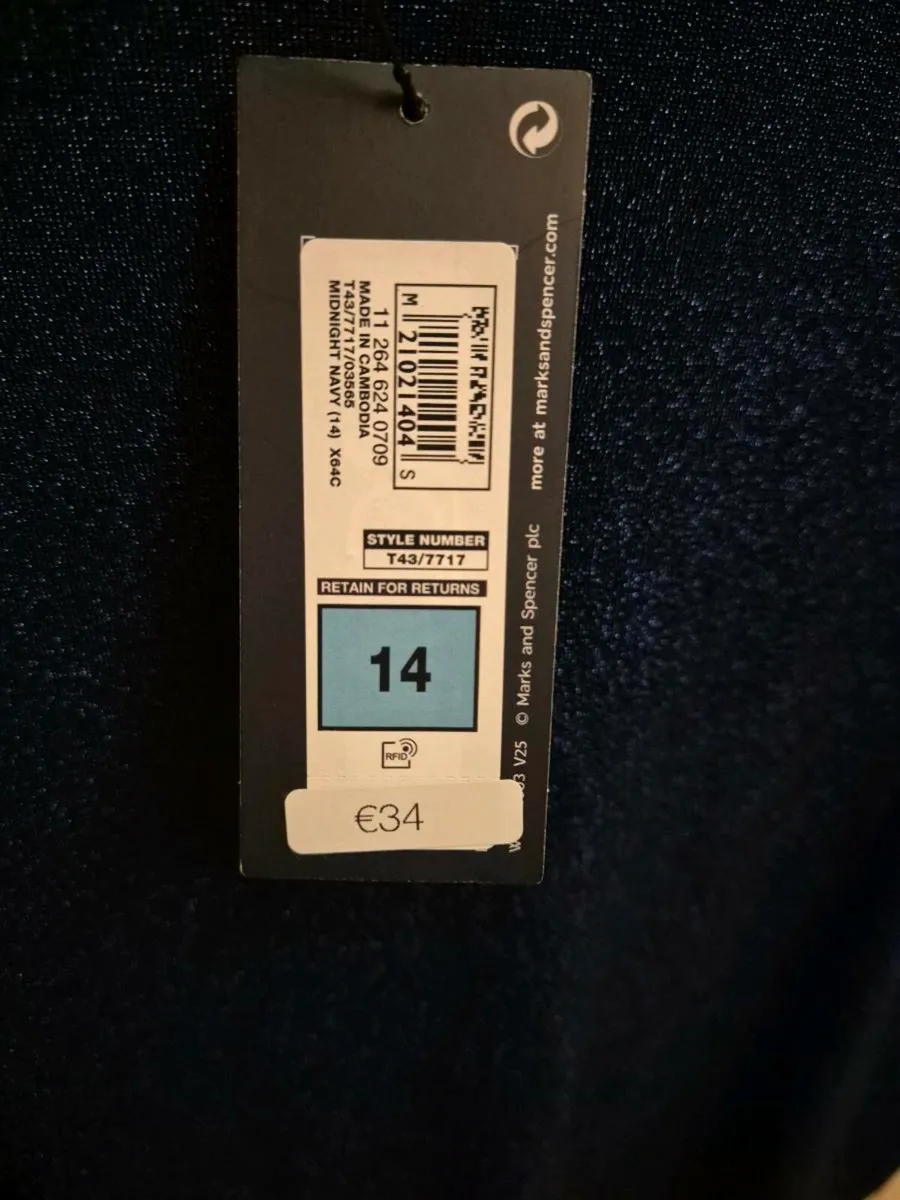 M 21021404 S
11 264 624 0709
MADE IN CAMBODIA
T43/7717/03565
MIDNIGHT NAVY (14) X64C
STYLE NUMBER
T43/7717
RETAIN FOR RETURNS
14
RFID
€34
V25 © Marks and Spencer plc more at marksandspencer.com